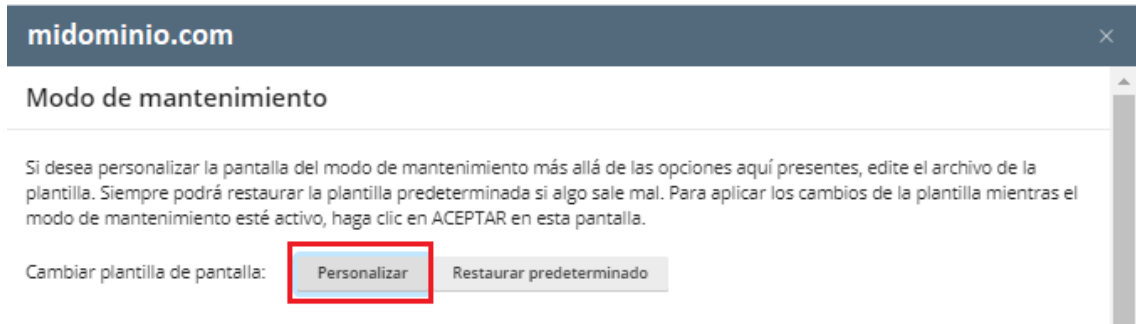 midominio.com
Modo de mantenimiento
Si desea personalizar la pantalla del modo de mantenimiento más allá de las opciones aquí presentes, edite el archivo de la
plantilla. Siempre podrá restaurar la plantilla predeterminada si algo sale mal. Para aplicar los cambios de la plantilla mientras el
modo de mantenimiento esté activo, haga clic en ACEPTAR en esta pantalla.
Cambiar plantilla de pantalla: Personalizar Restaurar predeterminado